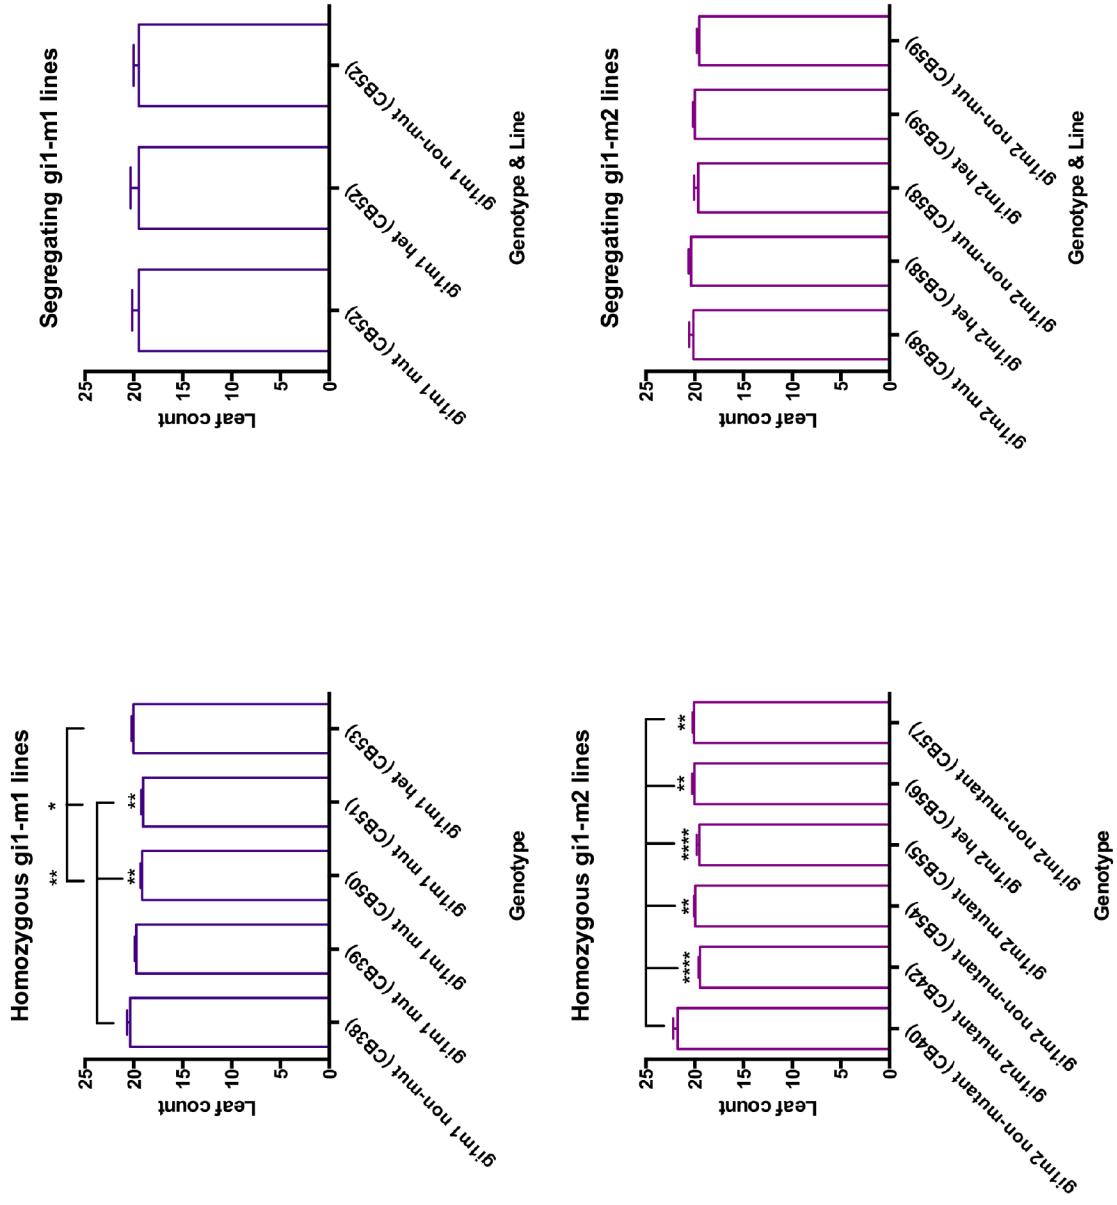 Homozygous gi1-m1 lines
Leaf count
25
20
15
10
5
0
**
*
**
**
gi1m1 non-mut (CB38)
gi1m1 mut (CB39)
gi1m1 mut (CB50)
gi1m1 mut (CB51)
gi1m1 het (CB53)
Genotype
Segregating gi1-m1 lines
Leaf count
25
20
15
10
5
0
gi1m1 mut (CB52)
gi1m1 het (CB52)
gi1m1 non-mut (CB52)
Genotype & Line
Homozygous gi1-m2 lines
Leaf count
25
20
15
10
5
0
****
**
****
**
**
gi1m2 non-mutant (CB40)
gi1m2 mutant (CB42)
gi1m2 non-mutant (CB54)
gi1m2 mutant (CB55)
gi1m2 het (CB56)
gi1m2 non-mutant (CB57)
Genotype
Segregating gi1-m2 lines
Leaf count
25
20
15
10
5
0
gi1m2 mut (CB58)
gi1m2 het (CB58)
gi1m2 non-mut (CB58)
gi1m2 het (CB59)
gi1m2 non-mut (CB59)
Genotype & Line